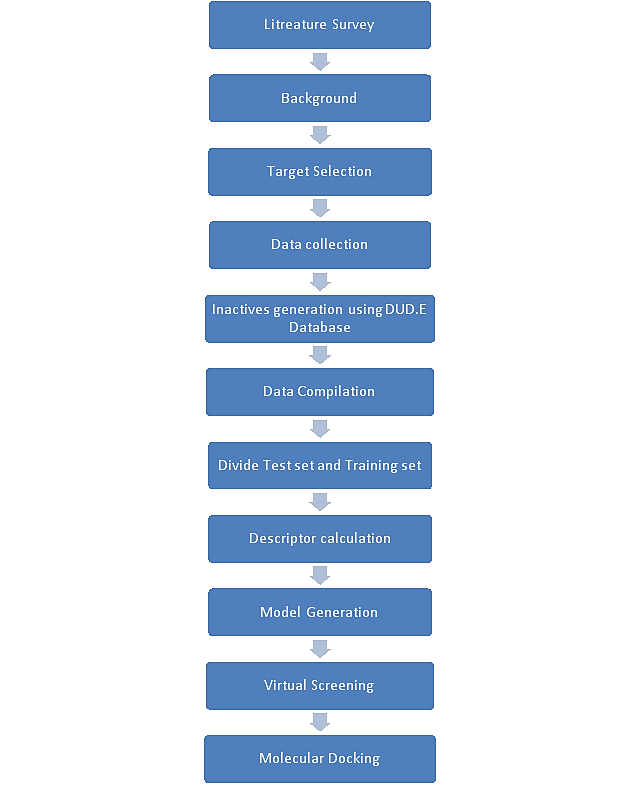 Litreature Survey
Background
Target Selection
Data collection
Inactives generation using DUD.E
Database
Data Compilation
Divide Test set and Training set
Descriptor calculation
Model Generation
Virtual Screening
Molecular Docking